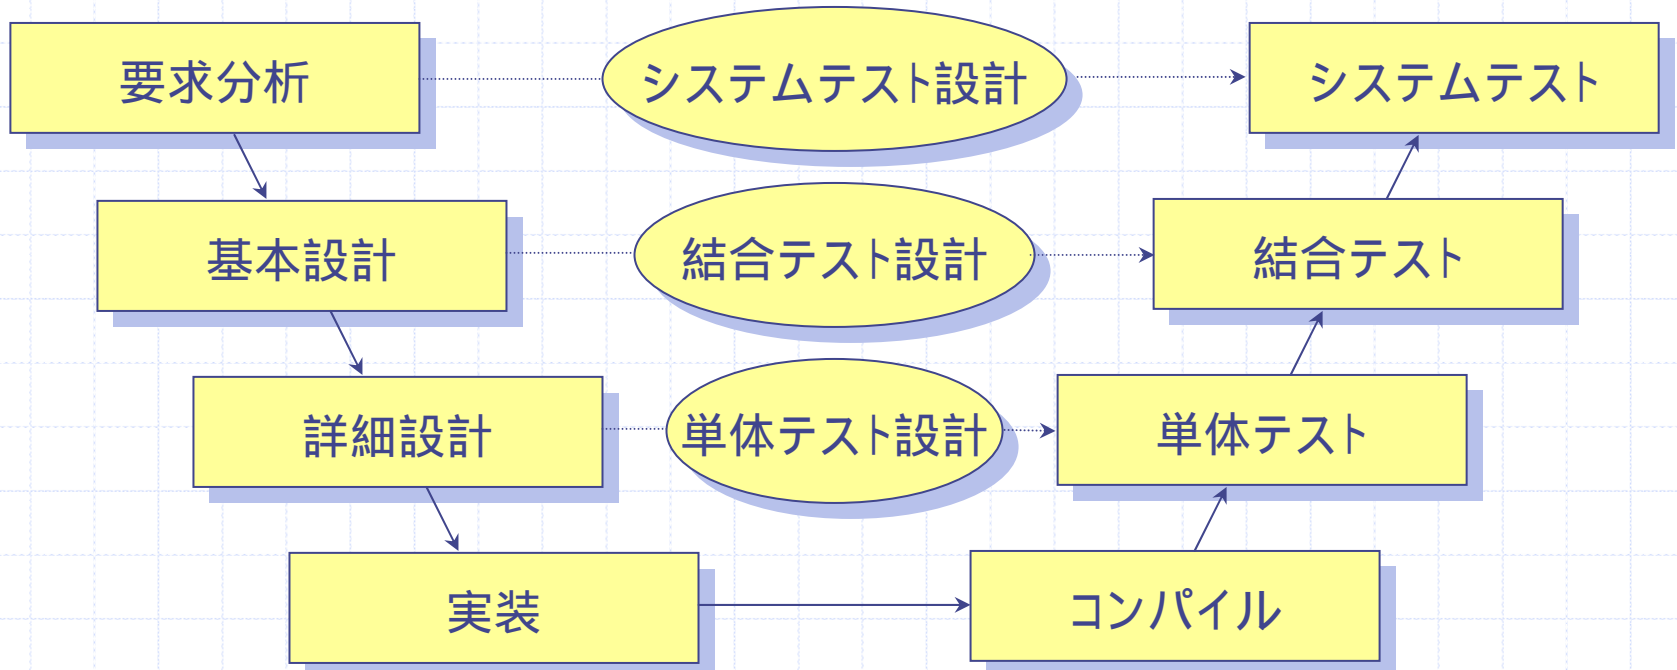 要求分析
システムテスト設計
システムテスト
基本設計
結合テスト設計
結合テスト
詳細設計
単体テスト設計
単体テスト
実装
コンパイル